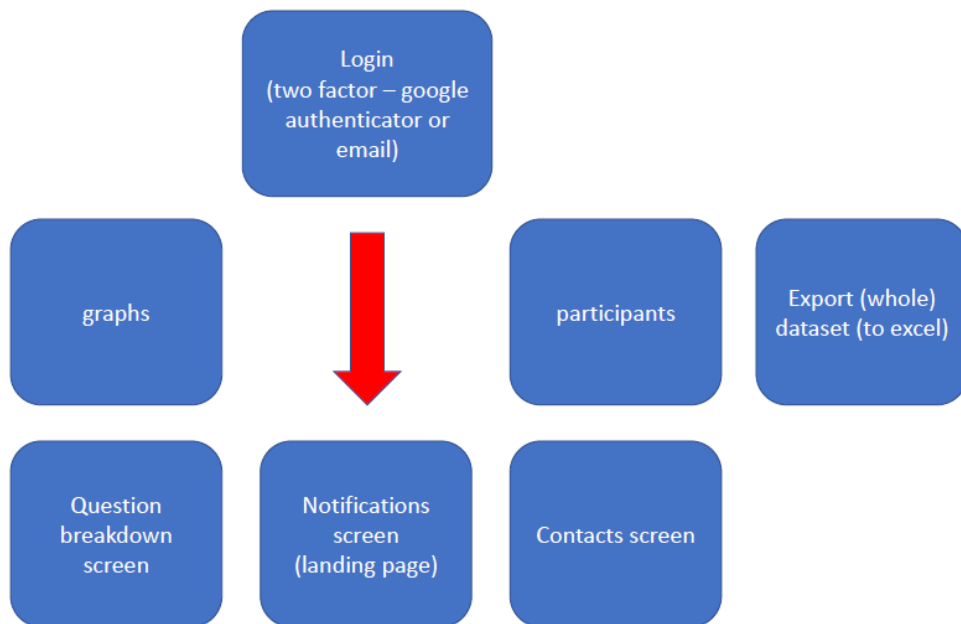 Login
(two factor – google
authenticator or
email)
graphs
participants
Export (whole)
dataset (to excel)
Question
breakdown
screen
Notifications
screen
(landing page)
Contacts screen